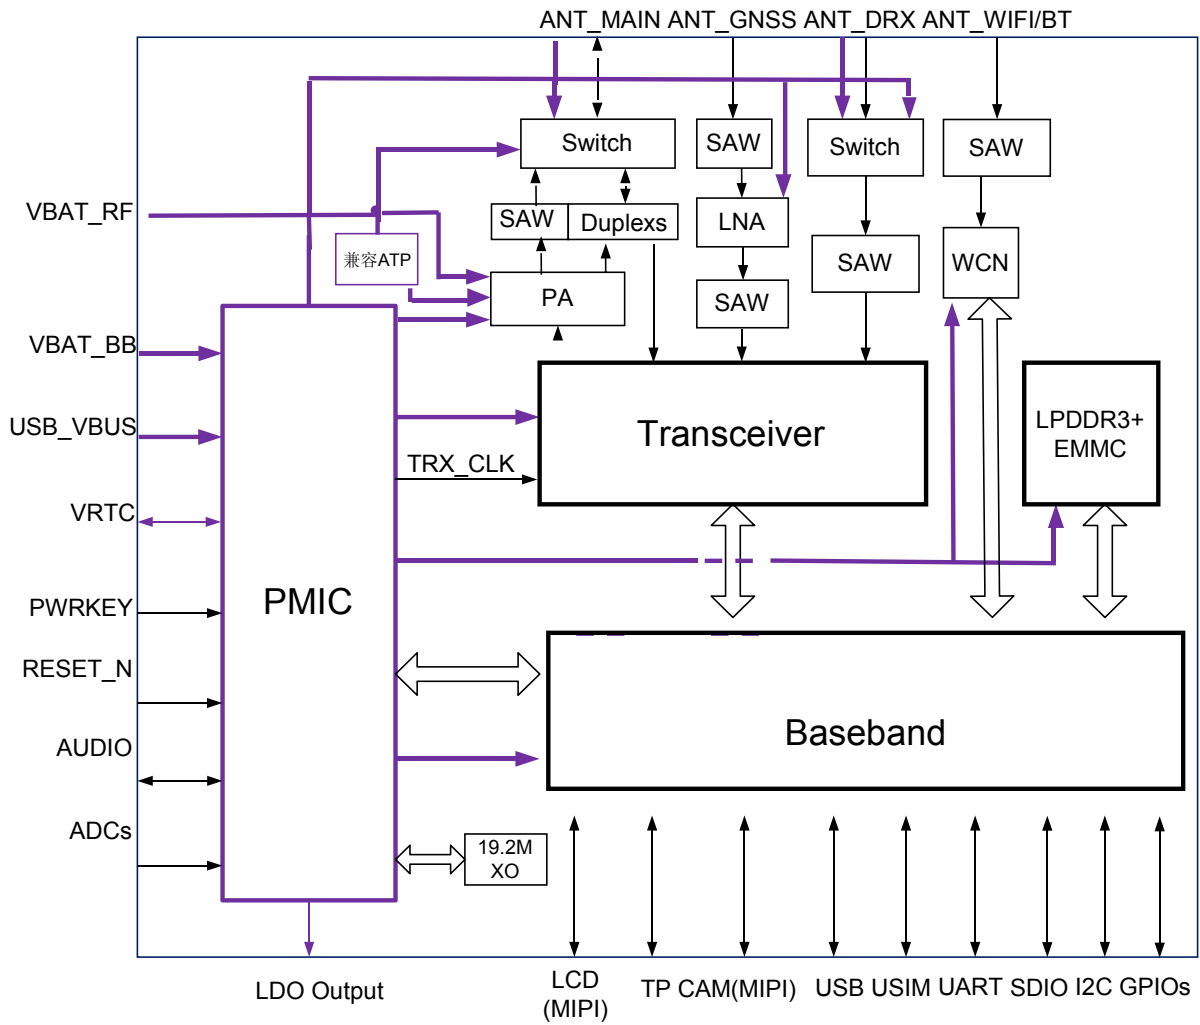 ANT_MAIN ANT_GNSS ANT_DRX ANT_WIFI/BT
Switch
SAW
Switch
SAW
VBAT_RF
SAW
Duplexs
LNA
兼容ATP
SAW
WCN
PA
SAW
VBAT_BB
USB_VBUS
Transceiver
LPDDR3+
EMMC
TRX_CLK
VRTC
PMIC
PWRKEY
RESET_N
Baseband
AUDIO
ADCs
19.2M
XO
LDO Output
LCD
(MIPI)
TP CAM(MIPI)
USB USIM UART SDIO I2C GPIOs